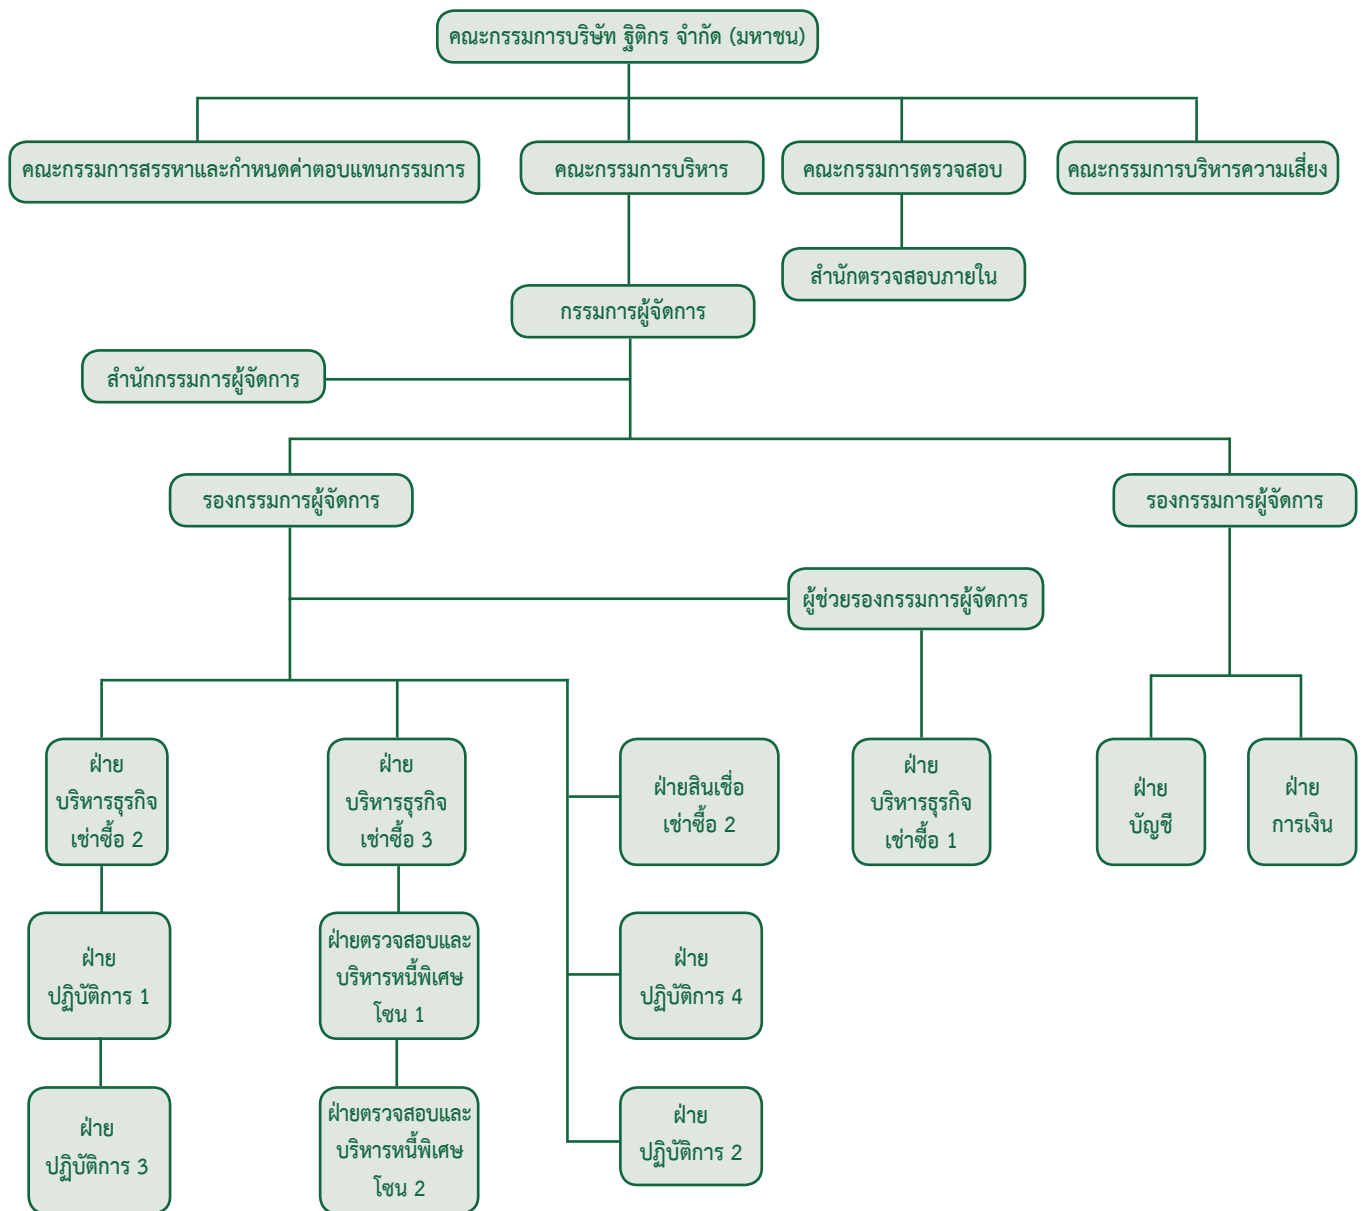 คณะกรรมการบริษัท ฐิติกร จำกัด (มหาชน)
คณะกรรมการสรรหาและกำหนดค่าตอบแทนกรรมการ
คณะกรรมการบริหาร
คณะกรรมการตรวจสอบ
คณะกรรมการบริหารความเสี่ยง
สำนักตรวจสอบภายใน
กรรมการผู้จัดการ
สำนักกรรมการผู้จัดการ
รองกรรมการผู้จัดการ
รองกรรมการผู้จัดการ
ผู้ช่วยรองกรรมการผู้จัดการ
ฝ่าย
บริหารธุรกิจ
เช่าซื้อ 2
ฝ่าย
บริหารธุรกิจ
เช่าซื้อ 3
ฝ่ายสินเชื่อ
เช่าซื้อ 2
ฝ่าย
บริหารธุรกิจ
เช่าซื้อ 1
ฝ่าย
บัญชี
ฝ่าย
การเงิน
ฝ่าย
ปฏิบัติการ 1
ฝ่ายตรวจสอบและ
บริหารหนี้พิเศษ
โซน 1
ฝ่าย
ปฏิบัติการ 4
ฝ่าย
ปฏิบัติการ 3
ฝ่ายตรวจสอบและ
บริหารหนี้พิเศษ
โซน 2
ฝ่าย
ปฏิบัติการ 2